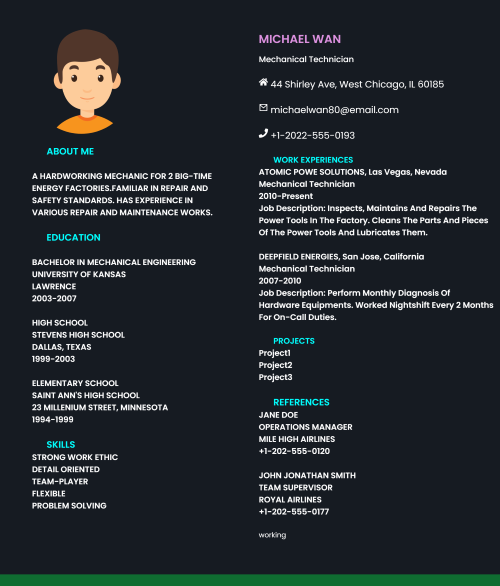 ABOUT ME
A HARDWORKING MECHANIC FOR 2 BIG-TIME
ENERGY FACTORIES.FAMILIAR IN REPAIR AND
SAFETY STANDARDS. HAS EXPERIENCE IN
VARIOUS REPAIR AND MAINTENANCE WORKS.
EDUCATION
BACHELOR IN MECHANICAL ENGINEERING
UNIVERSITY OF KANSAS
LAWRENCE
2003-2007
HIGH SCHOOL
STEVENS HIGH SCHOOL
DALLAS, TEXAS
1999-2003
ELEMENTARY SCHOOL
SAINT ANN'S HIGH SCHOOL
23 MILLENIUM STREET, MINNESOTA
1994-1999
SKILLS
STRONG WORK ETHIC
DETAIL ORIENTED
TEAM-PLAYER
FLEXIBLE
PROBLEM SOLVING
MICHAEL WAN
Mechanical Technician
44 Shirley Ave, West Chicago, IL 60185
michaelwan80@email.com
+1-2022-555-0193
WORK EXPERIENCES
ATOMIC POWE SOLUTIONS, Las Vegas, Nevada
Mechanical Technician
2010-Present
Job Description: Inspects, Maintains And Repairs The
Power Tools In The Factory. Cleans The Parts And Pieces
Of The Power Tools And Lubricates Them.
DEEPFIELD ENERGIES, San Jose, California
Mechanical Technician
2007-2010
Job Description: Perform Monthly Diagnosis Of
Hardware Equipments. Worked Nightshift Every 2 Months
For On-Call Duties.
PROJECTS
Project1
Project2
Project3
REFERENCES
JANE DOE
OPERATIONS MANAGER
MILE HIGH AIRLINES
+1-202-555-0120
JOHN JONATHAN SMITH
TEAM SUPERVISOR
ROYAL AIRLINES
+1-202-555-0177
working